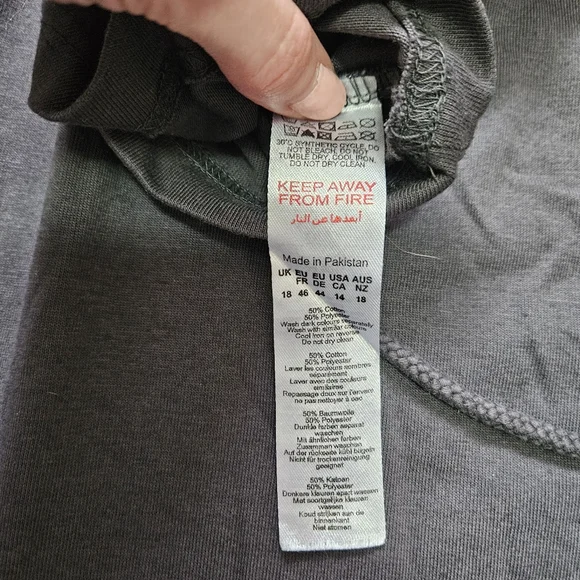 30°C SYNTHETIC CYCLE, DO
NOT BLEACH, DO NOT
TUMBLE DRY, COOL IRON,
DO NOT DRY CLEAN
KEEP AWAY
FROM FIRE
أبعدها عن النار
Made in Pakistan
UK EU EU USA AUS
FR DE CA NZ
18 46 44 14 18
50% Cotton
50% Polyester
Wash dark colours separately
Wash with similar colours
Cool iron on reverse
Do not dry clean
50% Cotton
50% Polyester
Laver les couleurs sombres
séparément
Laver avec des couleurs
similaires
Repassage doux sur l'envers
ne pas nettoyer à sec
50% Baumwolle
50% Polyester
Dunkle farben separat
waschen
Mit ähnlichen farben
Zusammen waschen
Auf der rückseite kühl bügeln
Nicht für trockenreinigung
geeignet
50% Katoen
50% Polyester
Donkere kleuren apart wassen
Met soortgelijke kleuren
wassen
Koud strijken aan de
binnenkant
Niet stomen